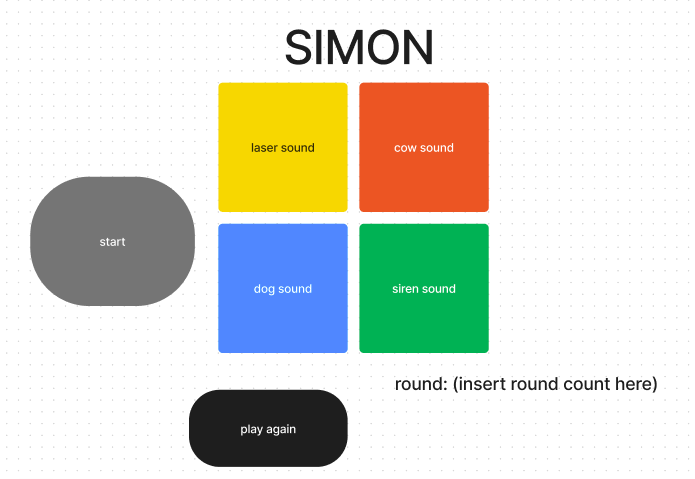 SIMON
laser sound
cow sound
start
dog sound
siren sound
round: (insert round count here)
play again